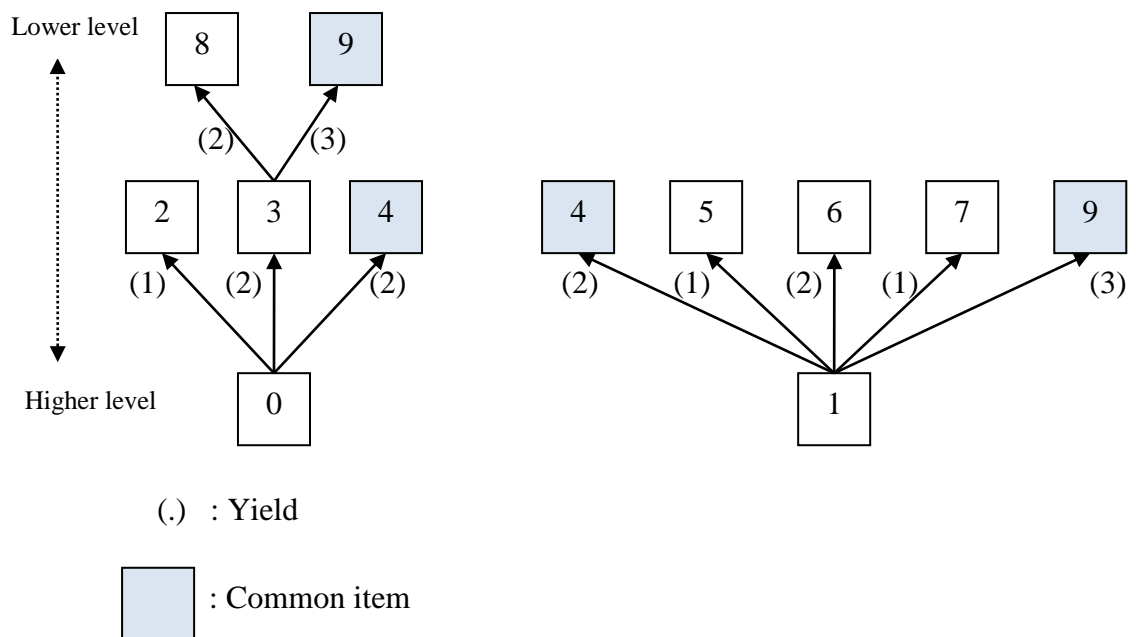 Lower level
8 9
(2) (3)
2 3 4
(1) (2) (2)
4 5 6 7 9
(2) (1) (2) (1) (3)
Higher level
0
1
(.) : Yield
: Common item